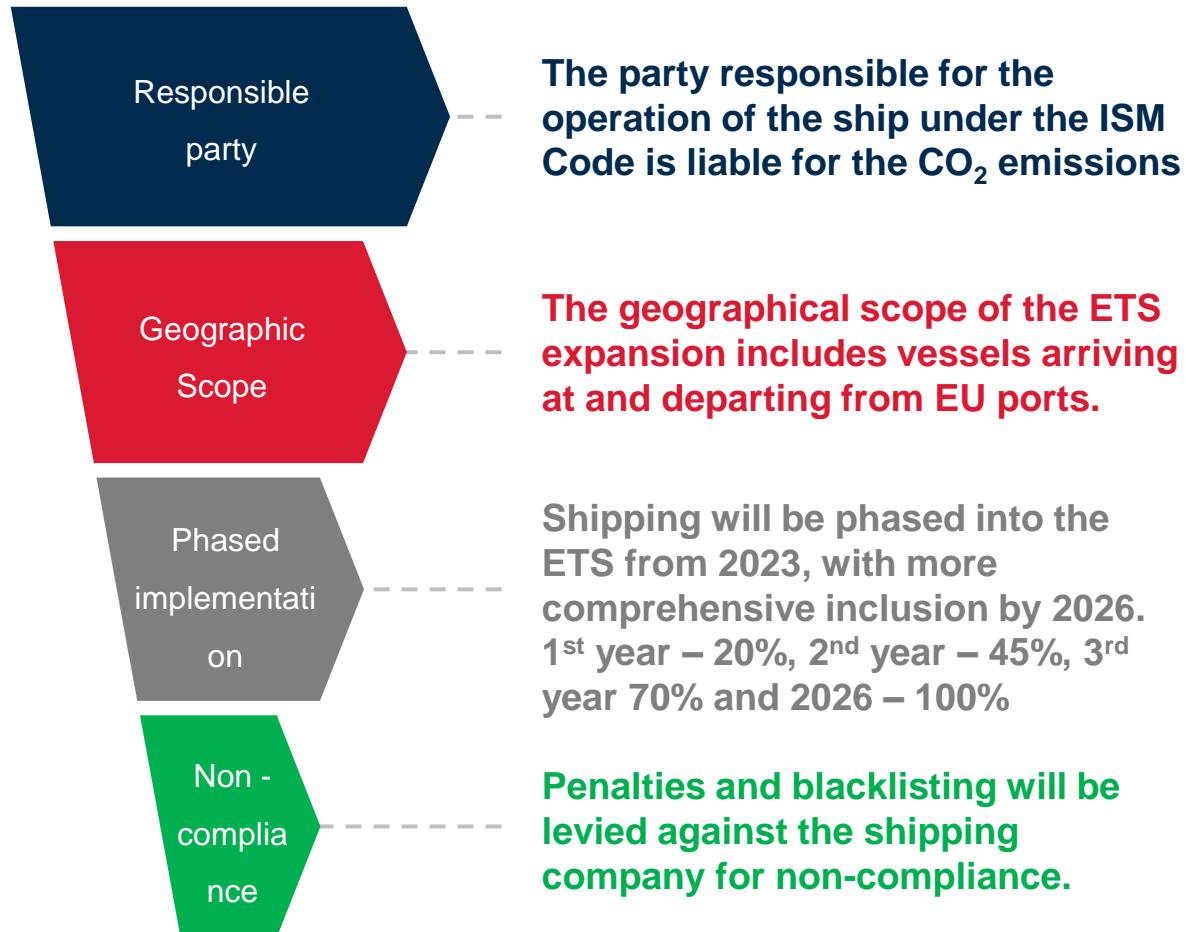 Responsible
party
The party responsible for the
operation of the ship under the ISM
Code is liable for the CO₂ emissions
Geographic
Scope
The geographical scope of the ETS
expansion includes vessels arriving
at and departing from EU ports.
Phased
implementati
on
Shipping will be phased into the
ETS from 2023, with more
comprehensive inclusion by 2026.
1ˢᵗ year – 20%, 2ⁿᵈ year – 45%, 3ʳᵈ
year 70% and 2026 – 100%
Non -
complia
nce
Penalties and blacklisting will be
levied against the shipping
company for non-compliance.